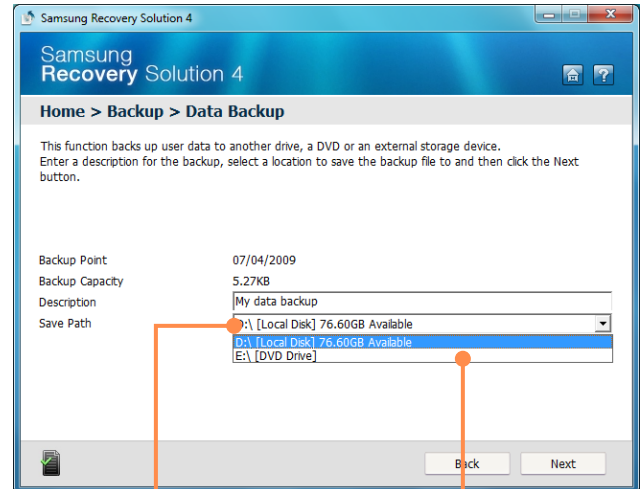 Samsung Recovery Solution 4
Samsung
Recovery Solution 4
Home > Backup > Data Backup
This function backs up user data to another drive, a DVD or an external storage device.
Enter a description for the backup, select a location to save the backup file to and then click the Next
button.
Backup Point 07/04/2009
Backup Capacity 5.27KB
Description My data backup
Save Path D:\ [Local Disk] 76.60GB Available
D:\ [Local Disk] 76.60GB Available
E:\ [DVD Drive]
Back Next